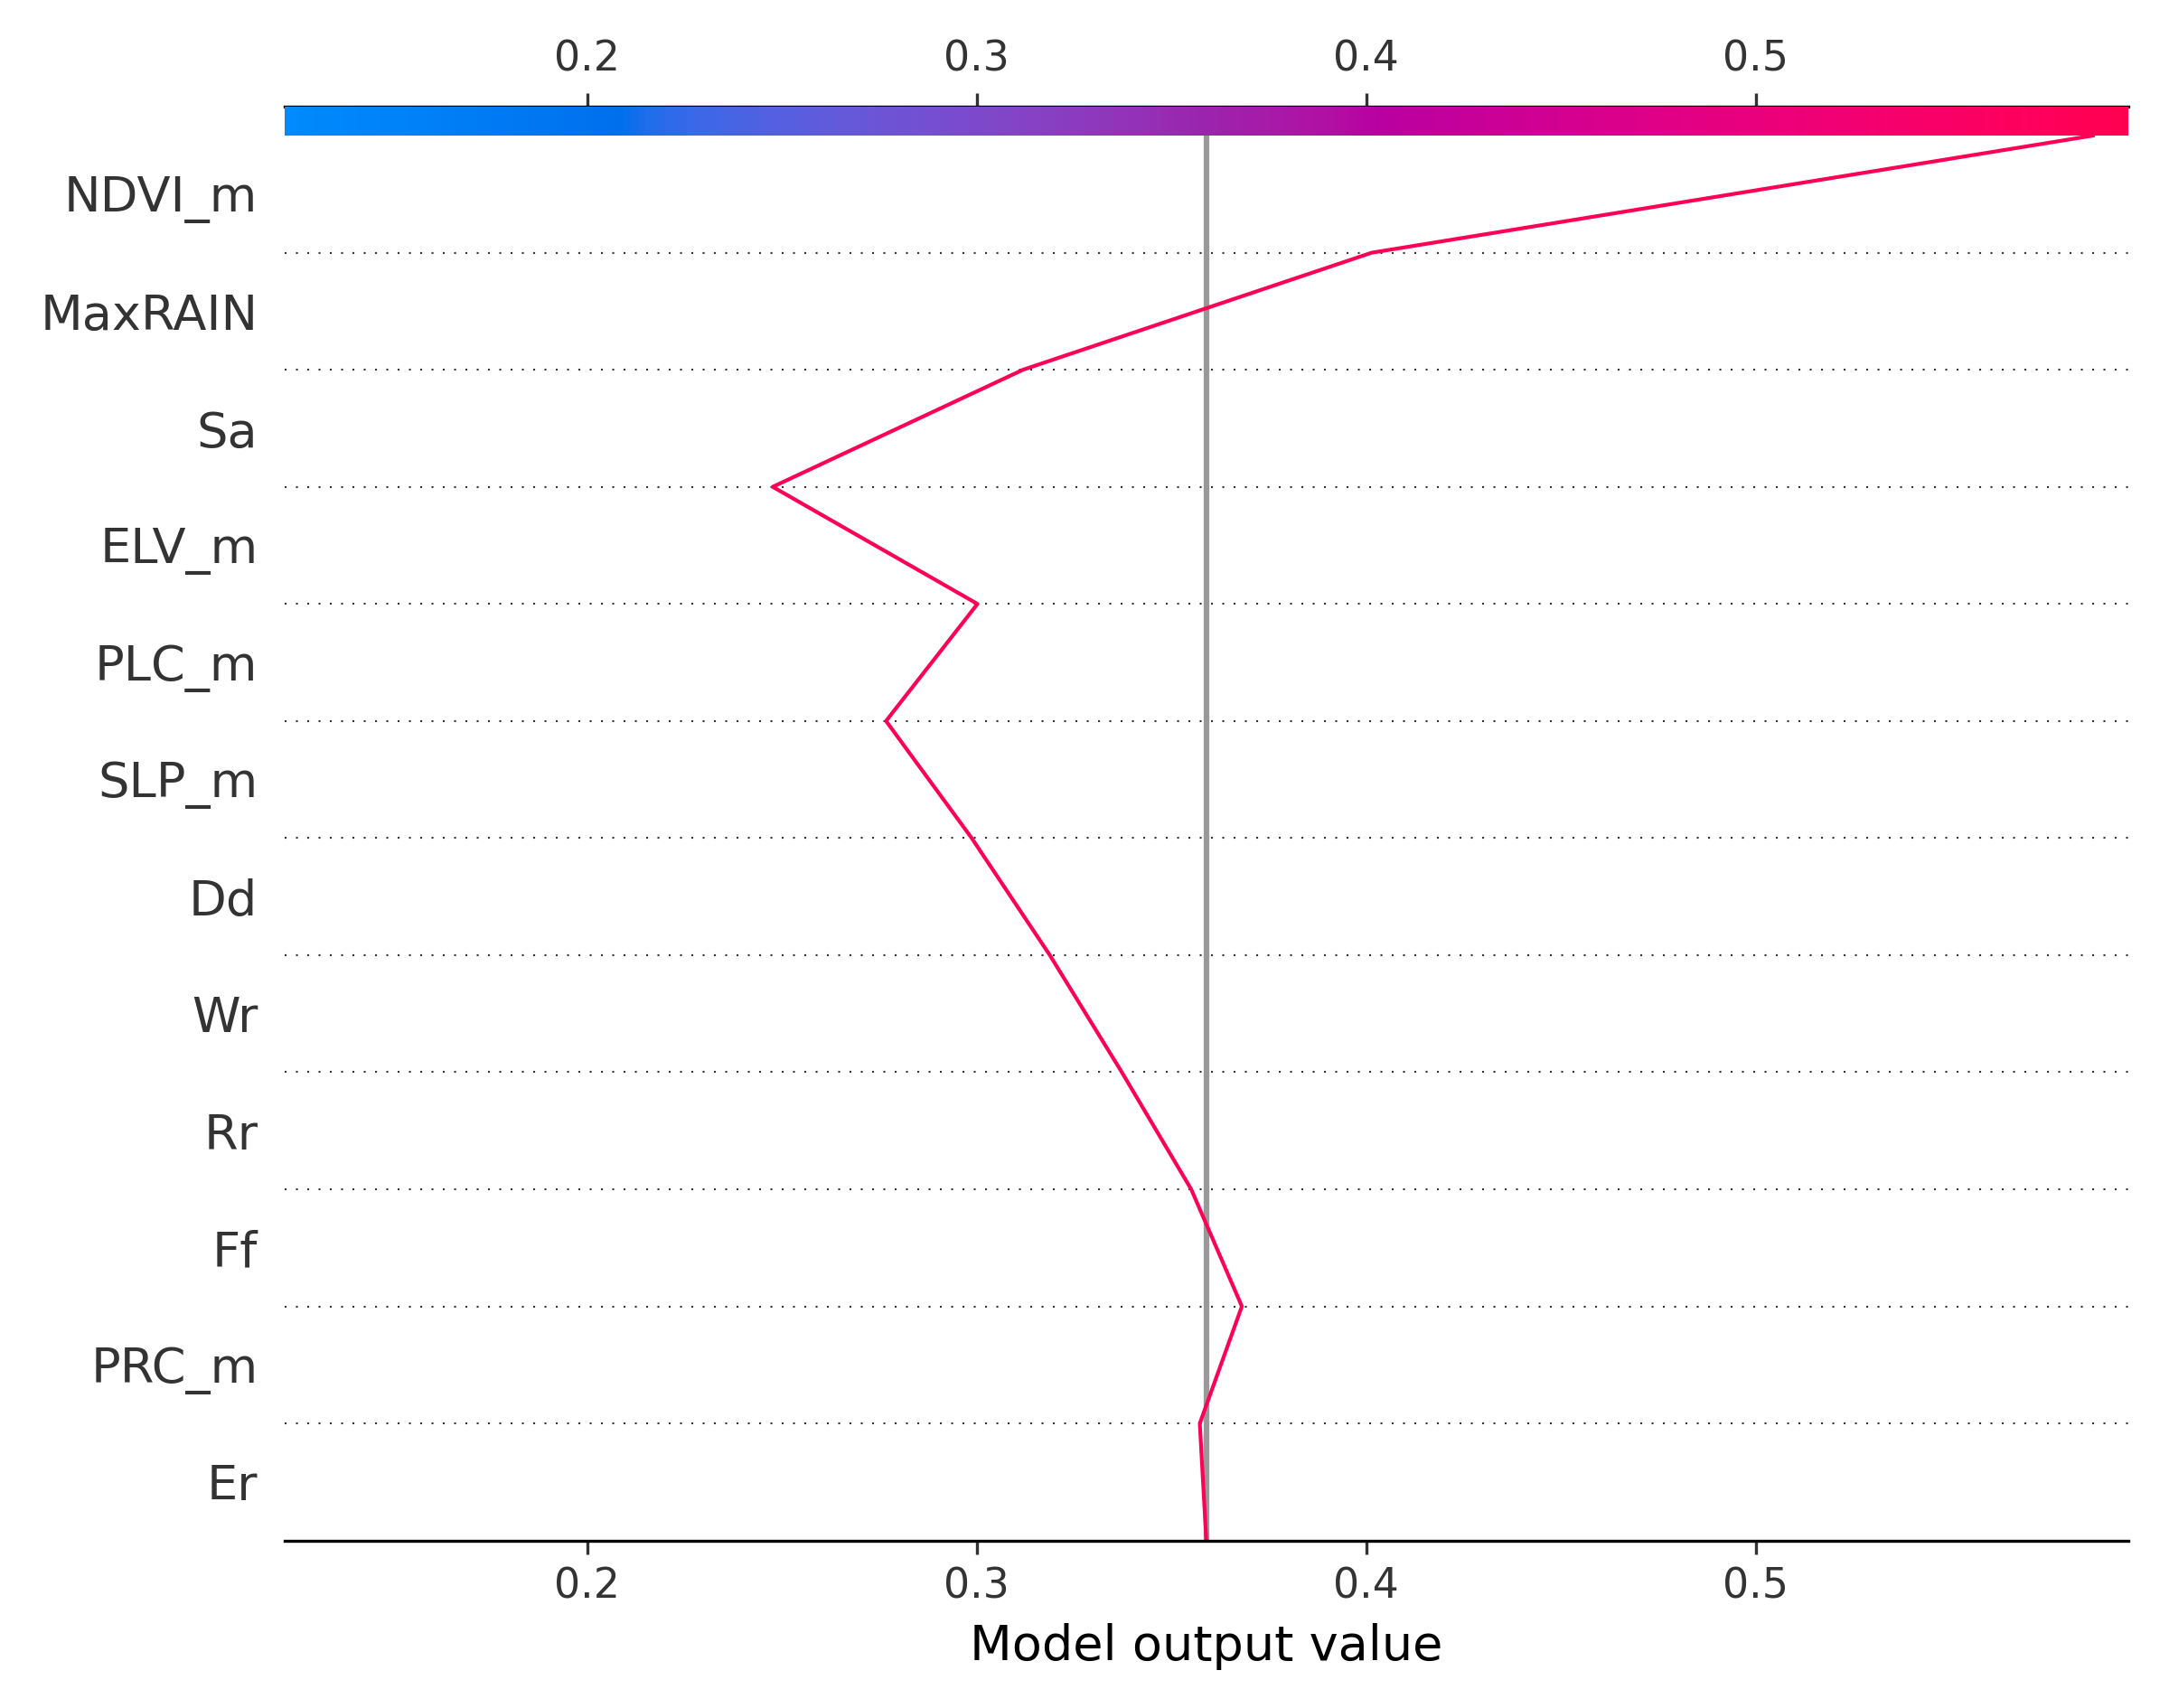 0.2 0.3 0.4 0.5
NDVI_m
MaxRAIN
Sa
ELV_m
PLC_m
SLP_m
Dd
Wr
Rr
Ff
PRC_m
Er
0.2 0.3 0.4 0.5
Model output value